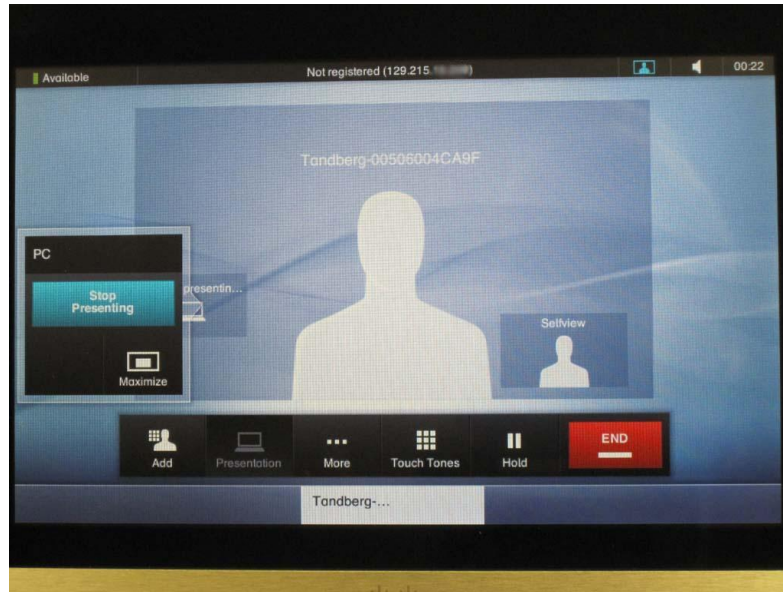 Available
Not registered (129.215.
00:22
Tandberg-00506004CA9F
PC
Stop
Presenting
presentin...
Selfview
Maximize
Add
Presentation
More
Touch Tones
Hold
END
Tandberg-...